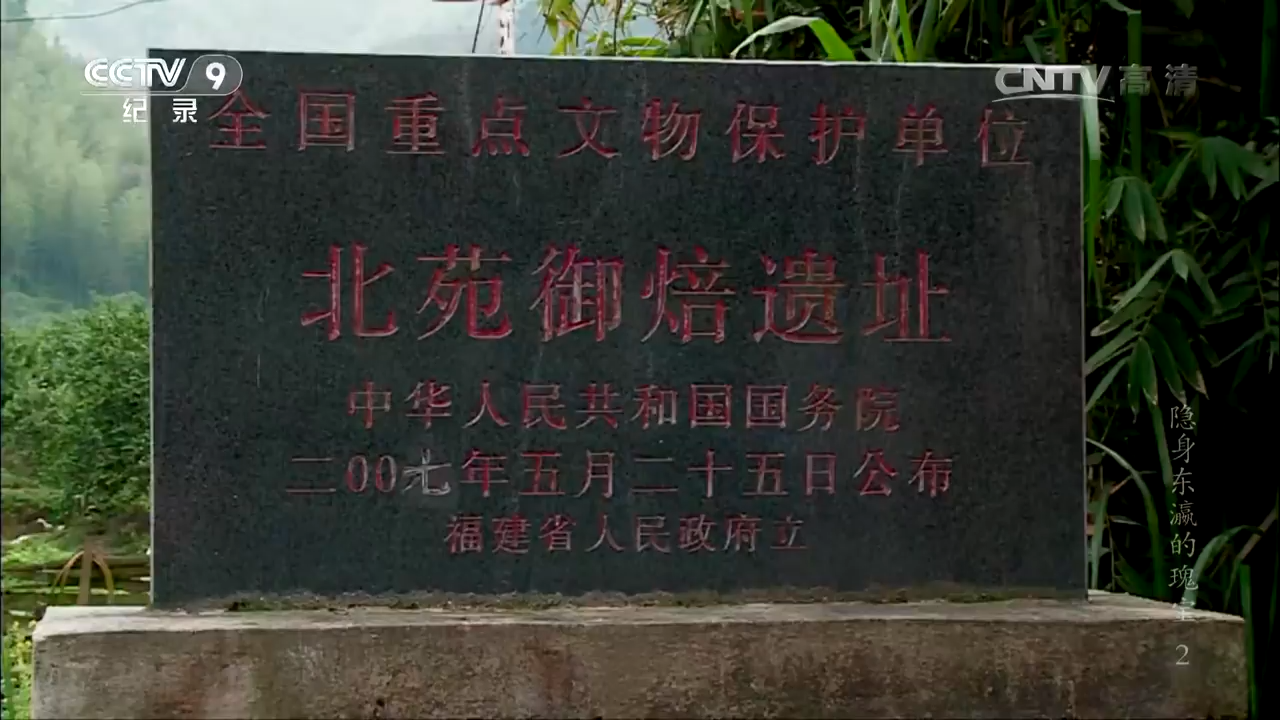 CCTV 9
纪录
CNTV 高清
全国重点文物保护单位
北苑御焙遗址
中华人民共和国国务院
二00七年五月二十五日公布
福建省人民政府立
隐身东瀛的瑰宝 2